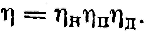 η = η_н η_п η_д.